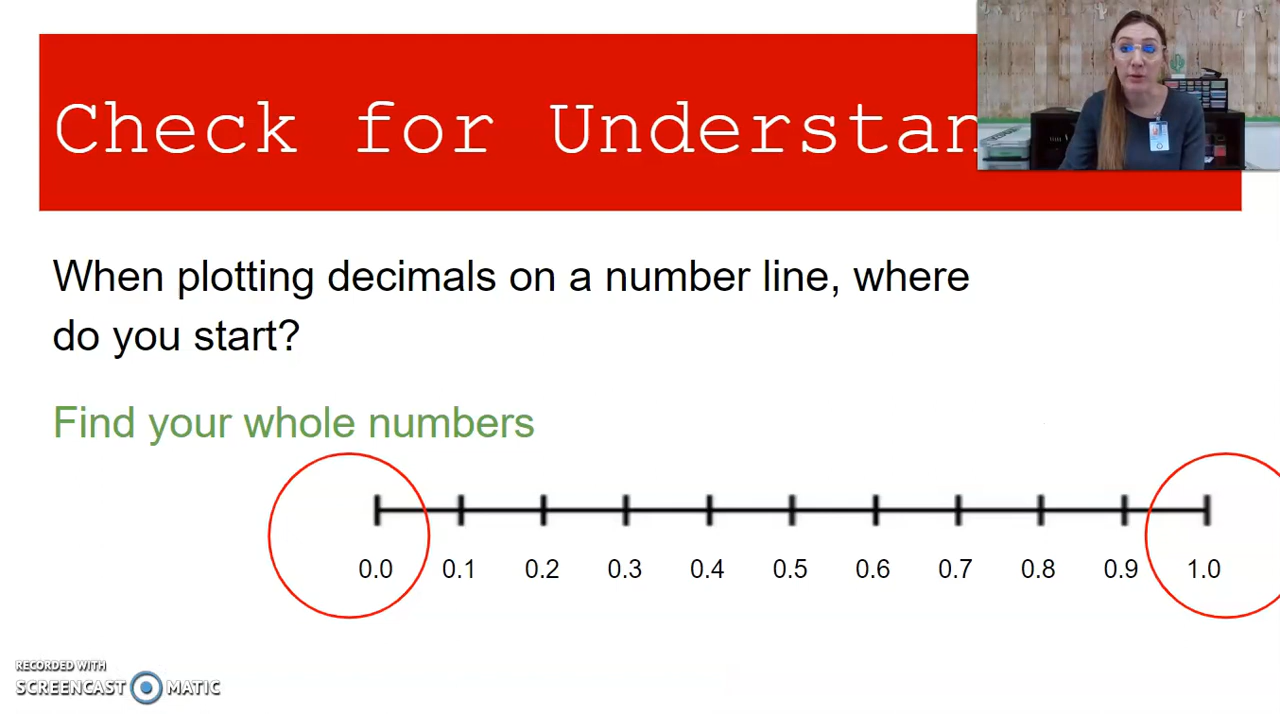 Check for Understan
When plotting decimals on a number line, where
do you start?
Find your whole numbers
0.0 0.1 0.2 0.3 0.4 0.5 0.6 0.7 0.8 0.9 1.0
RECORDED WITH
SCREENCAST MATIC